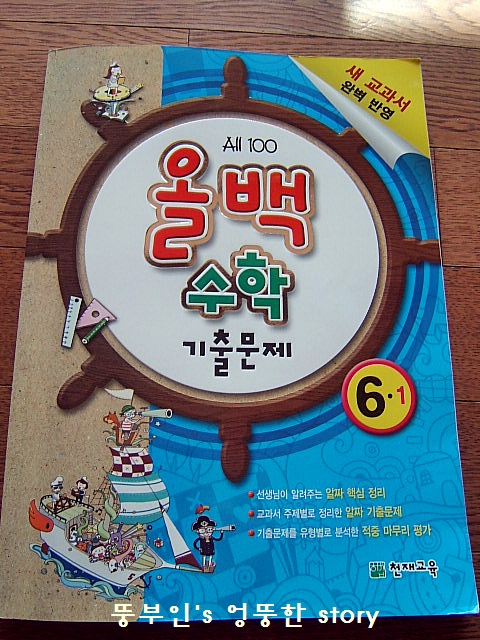 새 교과서
완벽 반영
All 100
올백
수학
기출문제
6·1
선생님이 알려주는 알짜 핵심 정리
교과서 주제별로 정리한 알짜 기출문제
기출문제를 유형별로 분석한 적중 마무리 평가
천재교육
뚱부인's 엉뚱한 story